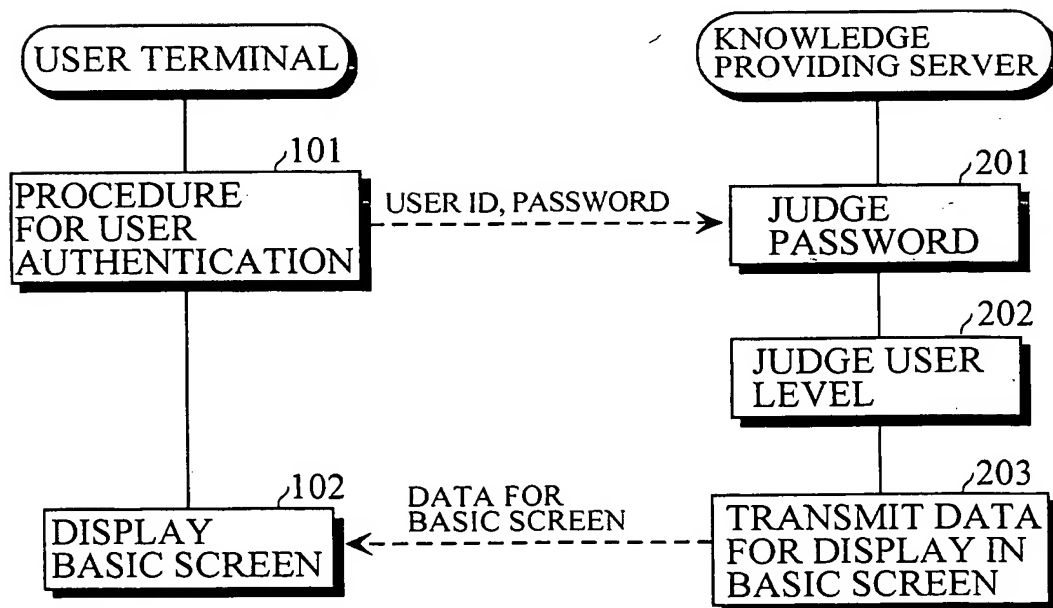 USER TERMINAL
KNOWLEDGE
PROVIDING SERVER
101
PROCEDURE
FOR USER
AUTHENTICATION
USER ID, PASSWORD
201
JUDGE
PASSWORD
202
JUDGE USER
LEVEL
102
DISPLAY
BASIC SCREEN
DATA FOR
BASIC SCREEN
203
TRANSMIT DATA
FOR DISPLAY IN
BASIC SCREEN